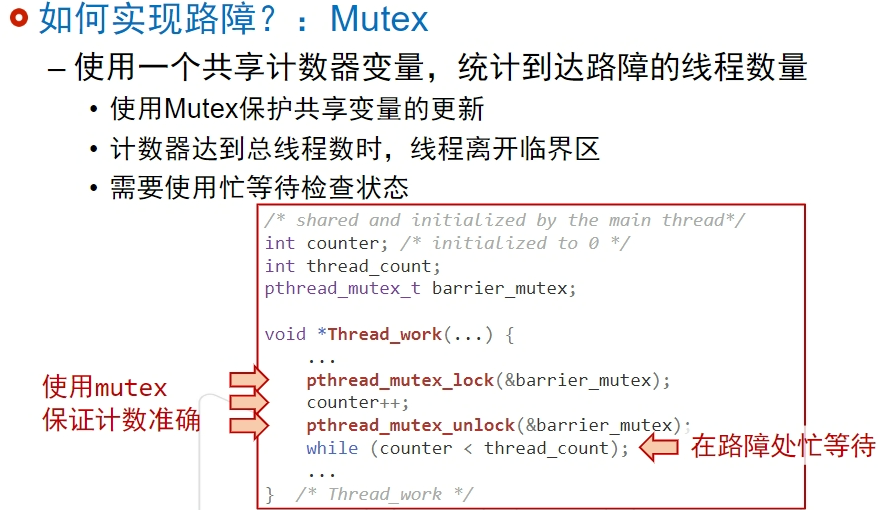 如何实现路障？：Mutex
– 使用一个共享计数器变量，统计到达路障的线程数量
• 使用Mutex保护共享变量的更新
• 计数器达到总线程数时，线程离开临界区
• 需要使用忙等待检查状态
/* shared and initialized by the main thread*/
int counter; /* initialized to 0 */
int thread_count;
pthread_mutex_t barrier_mutex;
void *Thread_work(...) {
...
pthread_mutex_lock(&barrier_mutex);
counter++;
pthread_mutex_unlock(&barrier_mutex);
while (counter < thread_count);
...
} /* Thread_work */
使用mutex
保证计数准确
在路障处忙等待